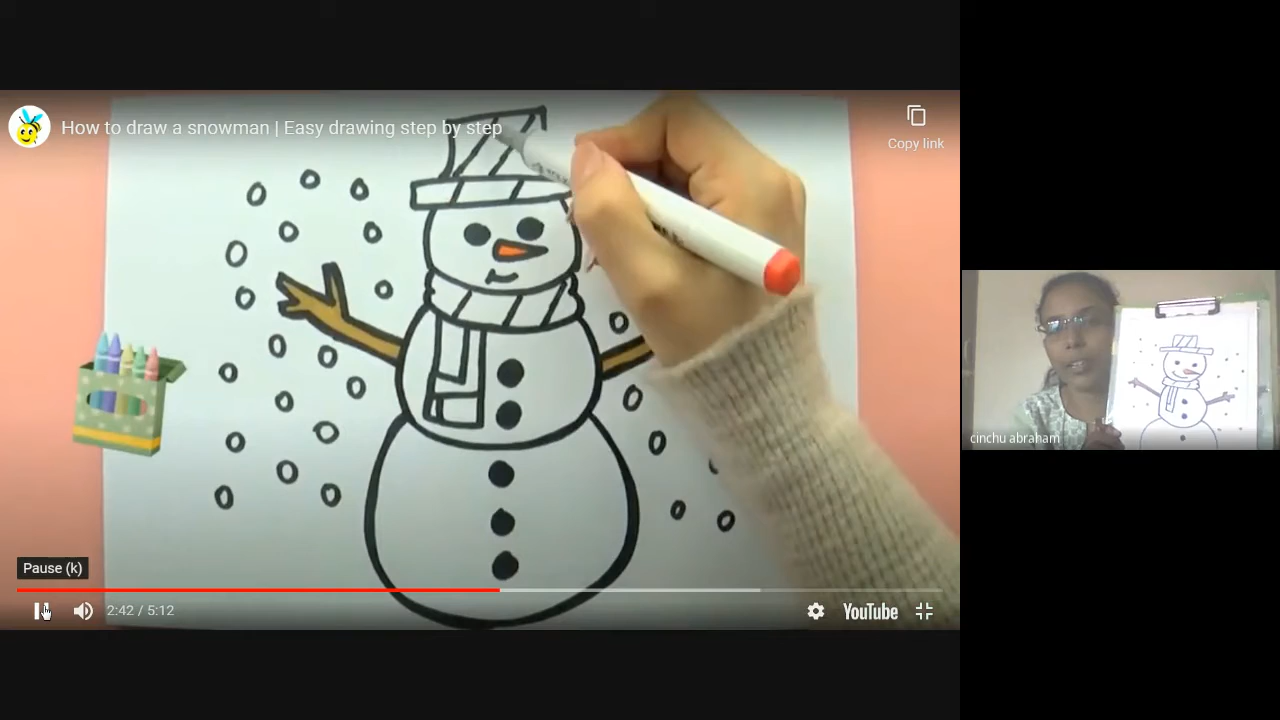 How to draw a snowman | Easy drawing step by step
Copy link
cinchu abraham
Pause (k)
2:42 / 5:12
YouTube